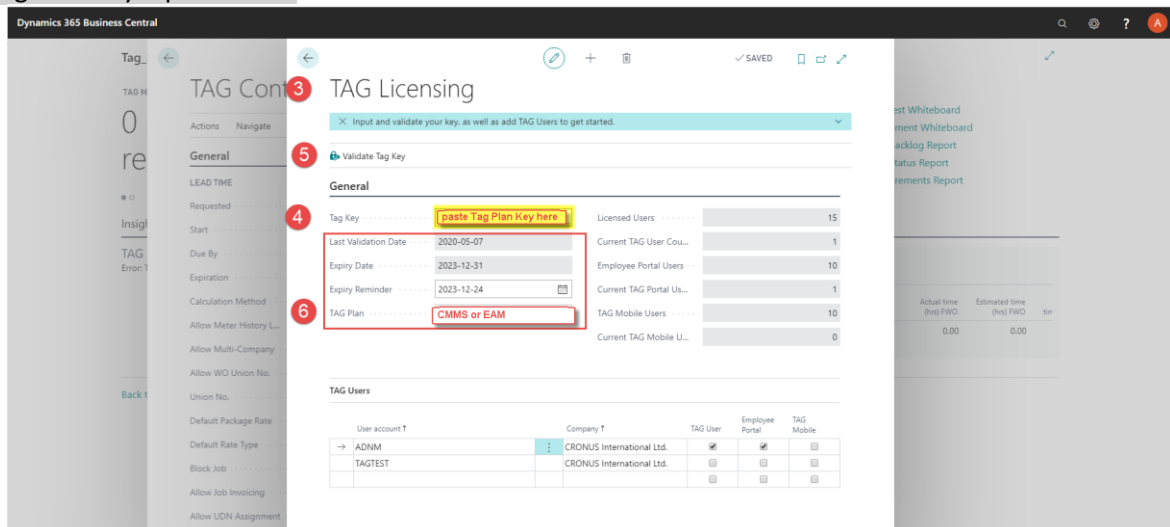 Dynamics 365 Business Central
?
A
Tag_
TAG M
0
re
Insigh
TAG
Error: T
Back t
TAG Cont
Actions Navigate
General
LEAD TIME
Requested
Start
Due By
Expiration
Calculation Method
Allow Meter History L...
Allow Multi-Company
Allow WO Union No.
Union No.
Default Package Rate
Default Rate Type
Block Job
Allow Job Invoicing
Allow UDN Assignment
SAVED
3 TAG Licensing
Input and validate your key, as well as add TAG Users to get started.
5 Validate Tag Key
General
4 Tag Key paste Tag Plan Key here Licensed Users 15
Last Validation Date 2020-05-07 Current TAG User Cou... 1
Expiry Date 2023-12-31 Employee Portal Users 10
Expiry Reminder 2023-12-24 Current TAG Portal Us... 1
6 TAG Plan CMMS or EAM TAG Mobile Users 10
Current TAG Mobile U... 0
TAG Users
User account ↑ Company ↑ TAG User Employee Portal TAG Mobile
→ ADNM CRONUS International Ltd.
TAGTEST CRONUS International Ltd.
est Whiteboard
ment Whiteboard
acklog Report
tatus Report
rements Report
Actual time (hrs) FWO Estimated time (hrs) FWO
0.00 0.00